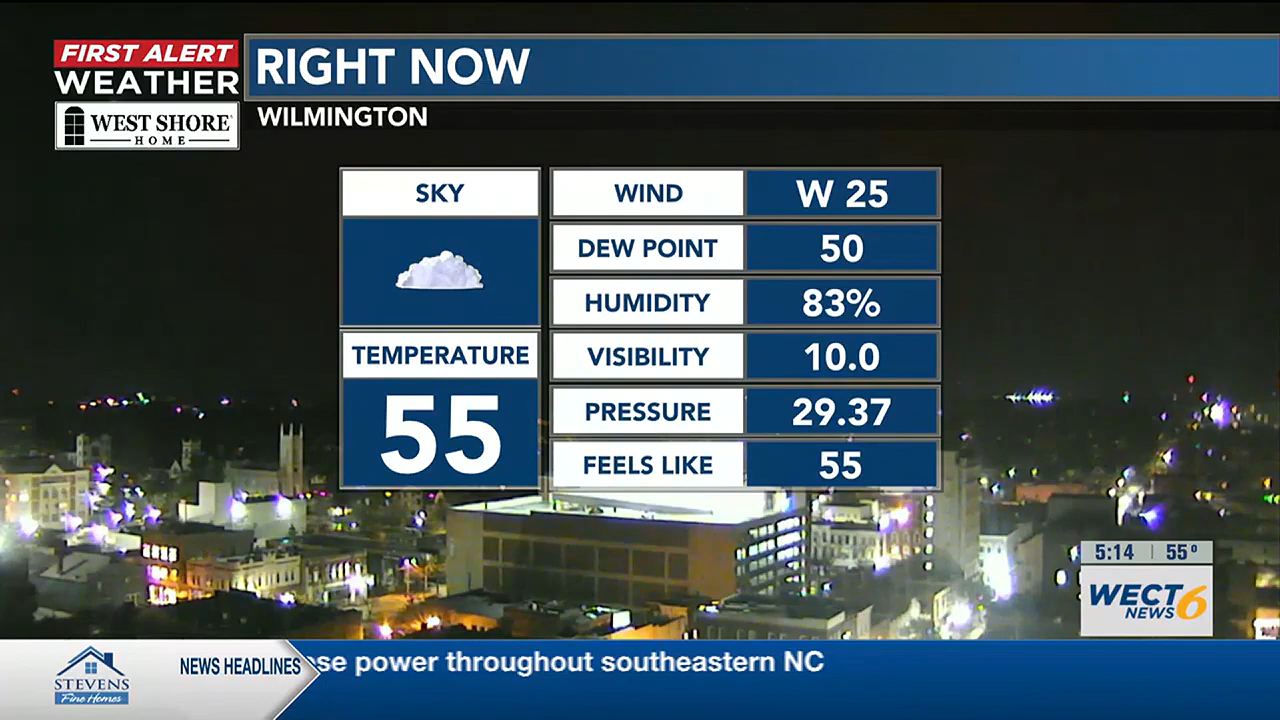 FIRST ALERT
WEATHER
WEST SHORE
HOME
RIGHT NOW
WILMINGTON
SKY
TEMPERATURE
55
WIND W 25
DEW POINT 50
HUMIDITY 83%
VISIBILITY 10.0
PRESSURE 29.37
FEELS LIKE 55
5:14 | 55°
WECT
NEWS 6
STEVENS
Fine Homes
NEWS HEADLINES
se power throughout southeastern NC